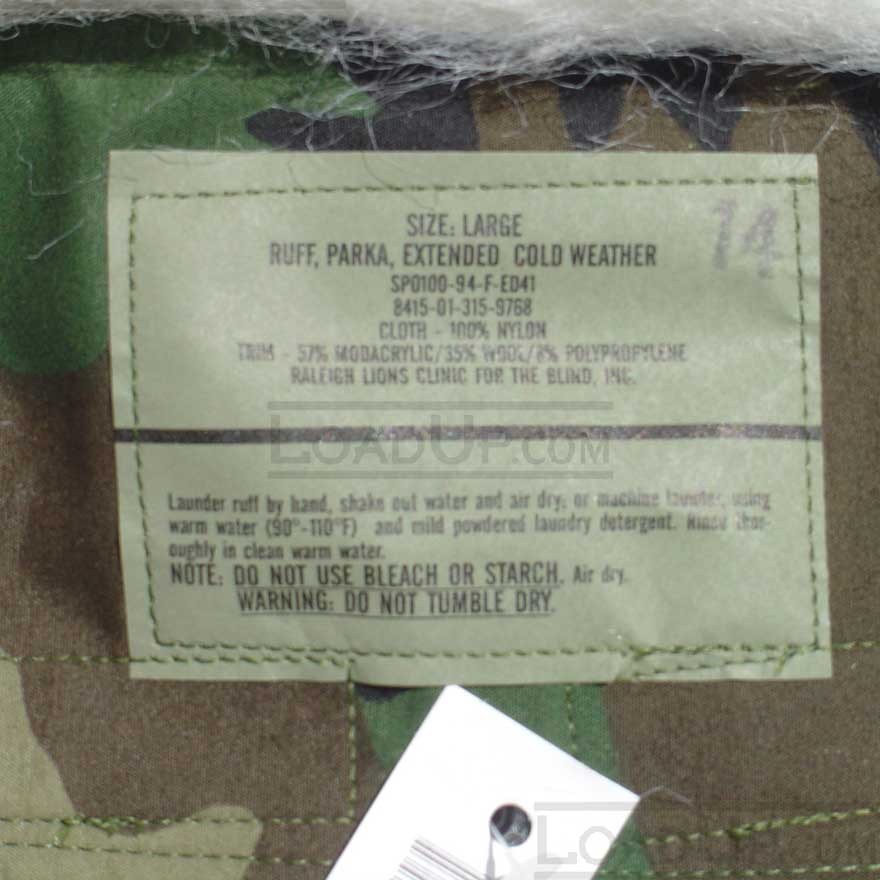 SIZE: LARGE
14
RUFF, PARKA, EXTENDED COLD WEATHER
SP0100-94-F-ED41
8415-01-315-9768
CLOTH - 100% NYLON
TRIM - 57% MODACRYLIC/35% WOOL/8% POLYPROPYLENE
RALEIGH LIONS CLINIC FOR THE BLIND, INC.
LOADUP.COM
Launder ruff by hand, shake out water and air dry; or machine launder, using
warm water (90°-110°F) and mild powdered laundry detergent. Rinse thor-
oughly in clean warm water.
NOTE: DO NOT USE BLEACH OR STARCH. Air dry.
WARNING: DO NOT TUMBLE DRY.
LOADUP.C